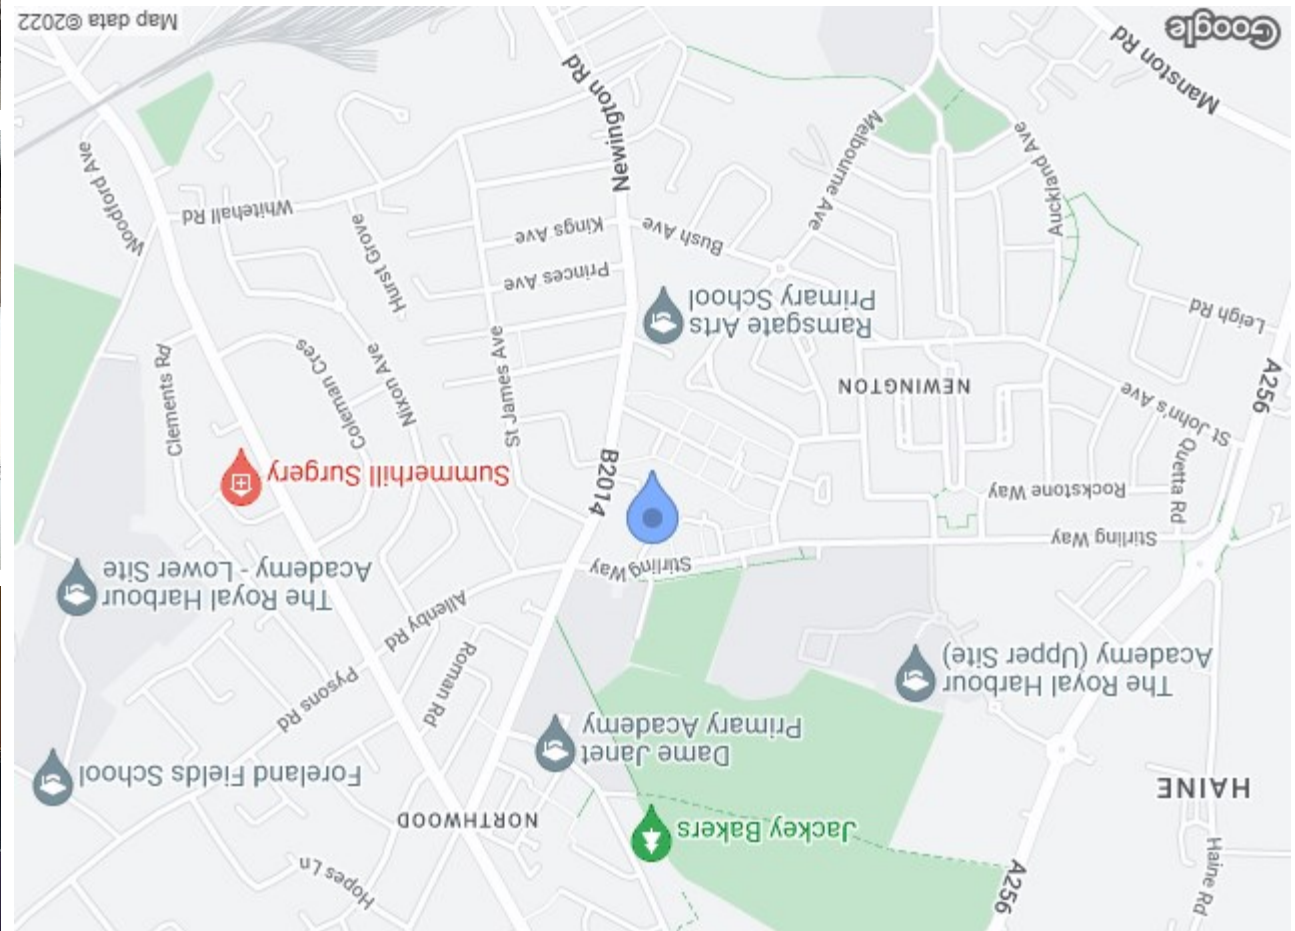 Haine Rd
A256
Hopes Ln
HAINE
NORTHWOOD
Jackey Bakers
Foreland Fields School
Dame Janet
Primary Academy
Pysons Rd
Roman Rd
The Royal Harbour
Academy (Upper Site)
Allenby Rd
The Royal Harbour
Academy - Lower Site
Stirling Way
Stirling Way
Quetta Rd
Rockstone Way
B2014
Summerhill Surgery
St John's Ave
A256
NEWINGTON
St James Ave
Nixon Ave
Coleman Cres
Clements Rd
Leigh Rd
Ramsgate Arts
Primary School
Princes Ave
Hurst Grove
Auckland Ave
Melbourne Ave
Bush Ave
Kings Ave
Whitehall Rd
Woodford Ave
Newington Rd
Manston Rd
Newington Rd
Google
Map data ©2022